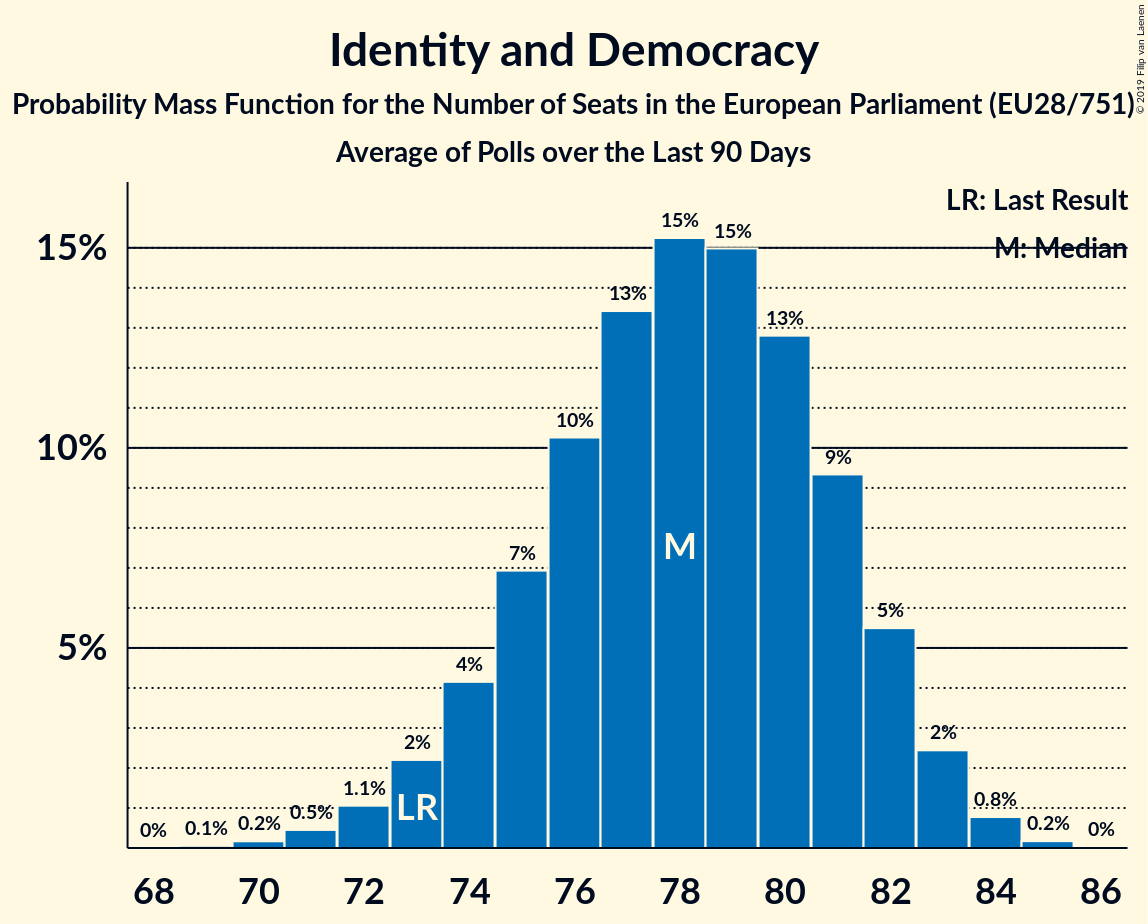 Identity and Democracy
Probability Mass Function for the Number of Seats in the European Parliament (EU28/751)
Average of Polls over the Last 90 Days
© 2019 Filip van Laenen
LR: Last Result
M: Median
15%
10%
5%
0%
0.1%
0.2%
0.5%
1.1%
2%
4%
7%
10%
13%
15%
15%
13%
9%
5%
2%
0.8%
0.2%
0%
LR
M
68 70 72 74 76 78 80 82 84 86